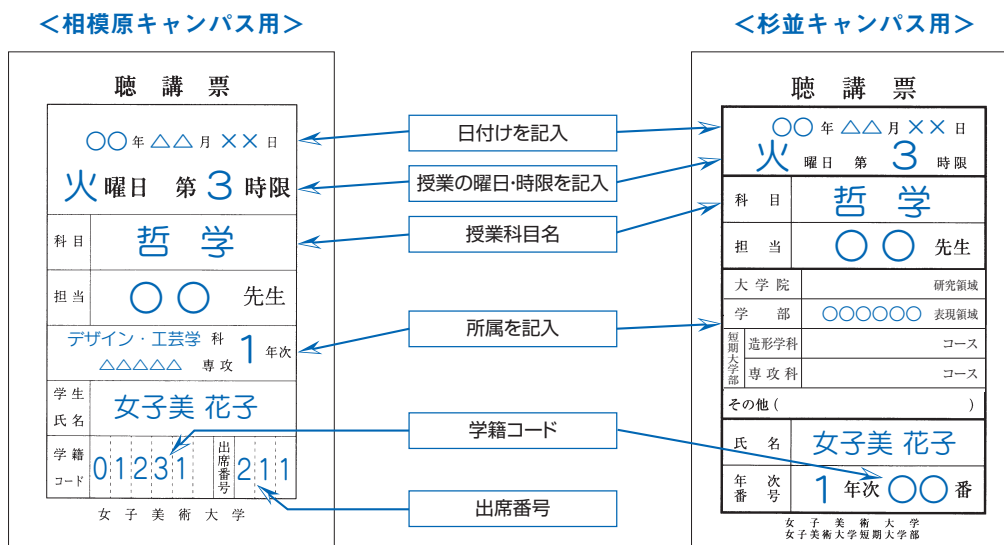 <相模原キャンパス用>
聴講票
○○年△△月××日
火曜日 第3時限
科目 哲学
担当 ○○ 先生
デザイン・工芸学 科
△△△△△ 専攻 1 年次
学生氏名 女子美 花子
学籍コード 01231 出席番号 211
女子美術大学
日付けを記入
授業の曜日・時限を記入
授業科目名
所属を記入
学籍コード
出席番号
<杉並キャンパス用>
聴講票
○○年△△月××日
火曜日 第3時限
科目 哲学
担当 ○○ 先生
大学院 研究領域
学部 ○○○○○○ 表現領域
短期大学部 造形学科 コース
専攻科 コース
その他( )
氏名 女子美 花子
年次番号 1 年次 ○○ 番
女子美術大学
女子美術大学短期大学部